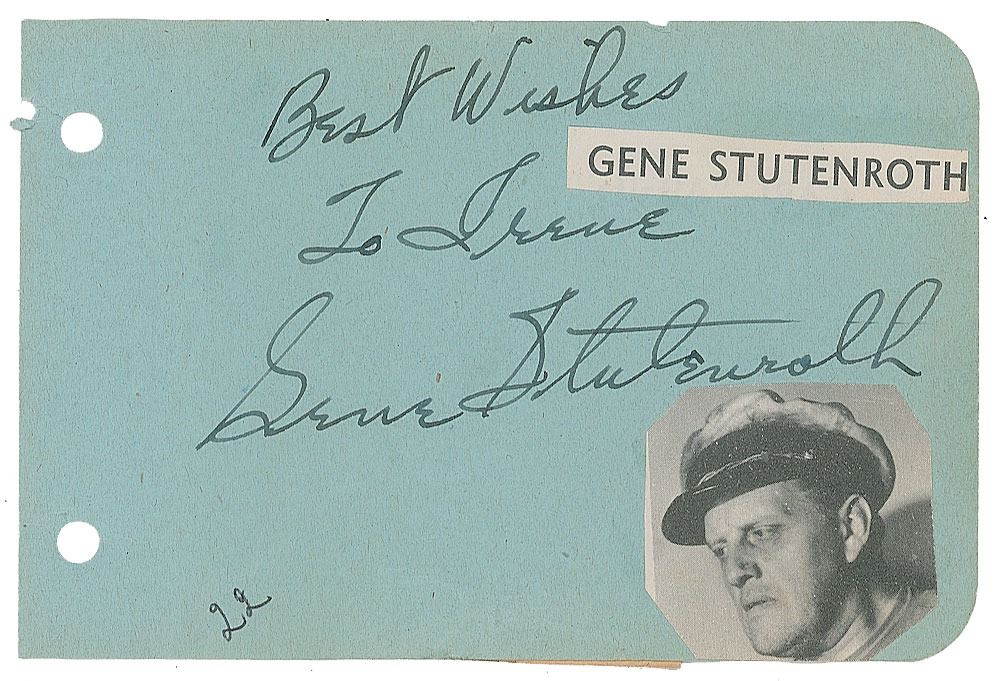 Best Wishes
GENE STUTENROTH
To Irene
Gene Stutenroth
22